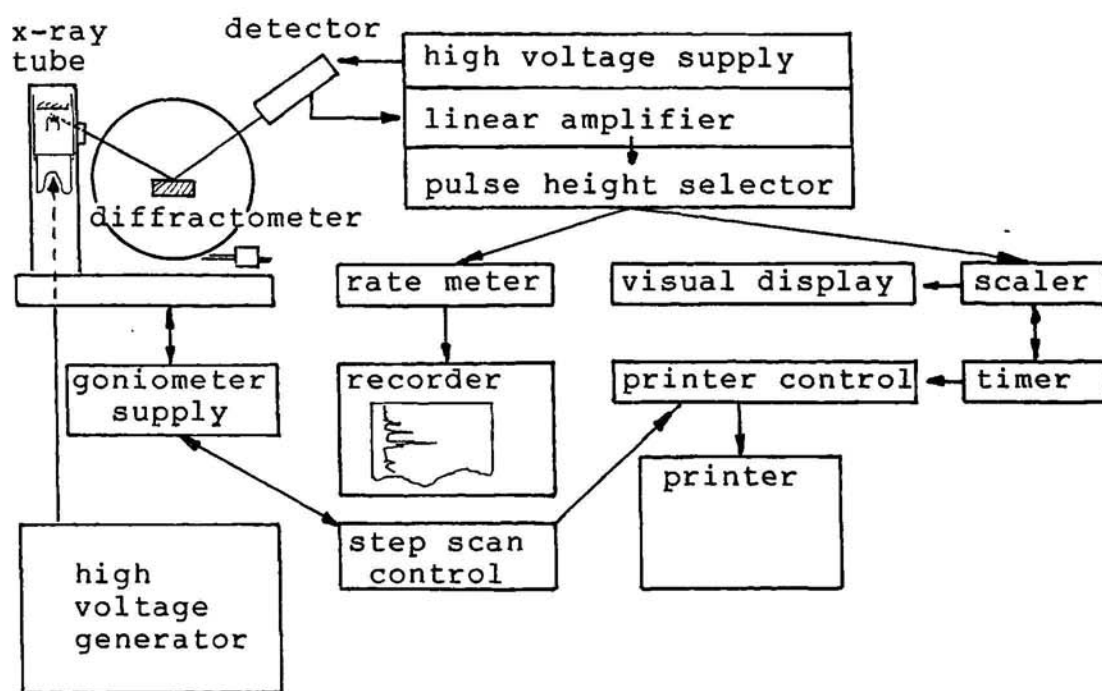 x-ray
tube
detector
high voltage supply
linear amplifier
pulse height selector
diffractometer
rate meter
visual display
scaler
goniometer
supply
recorder
printer control
timer
printer
step scan
control
high
voltage
generator